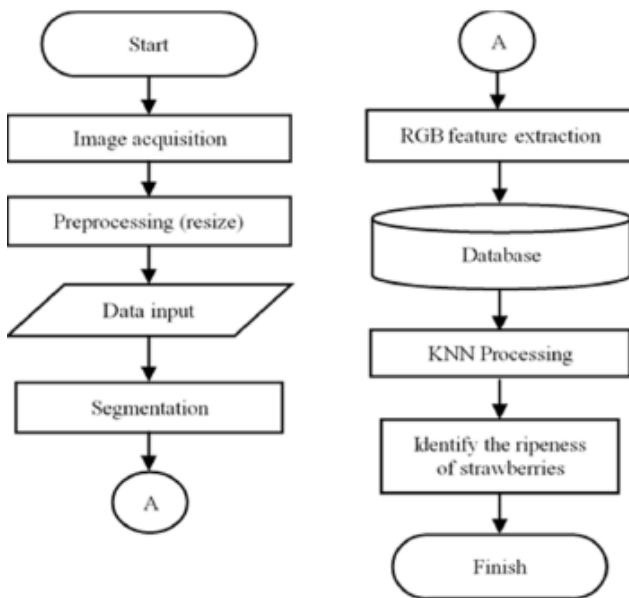 Start
Image acquisition
Preprocessing (resize)
Data input
Segmentation
A
A
RGB feature extraction
Database
KNN Processing
Identify the ripeness
of strawberries
Finish